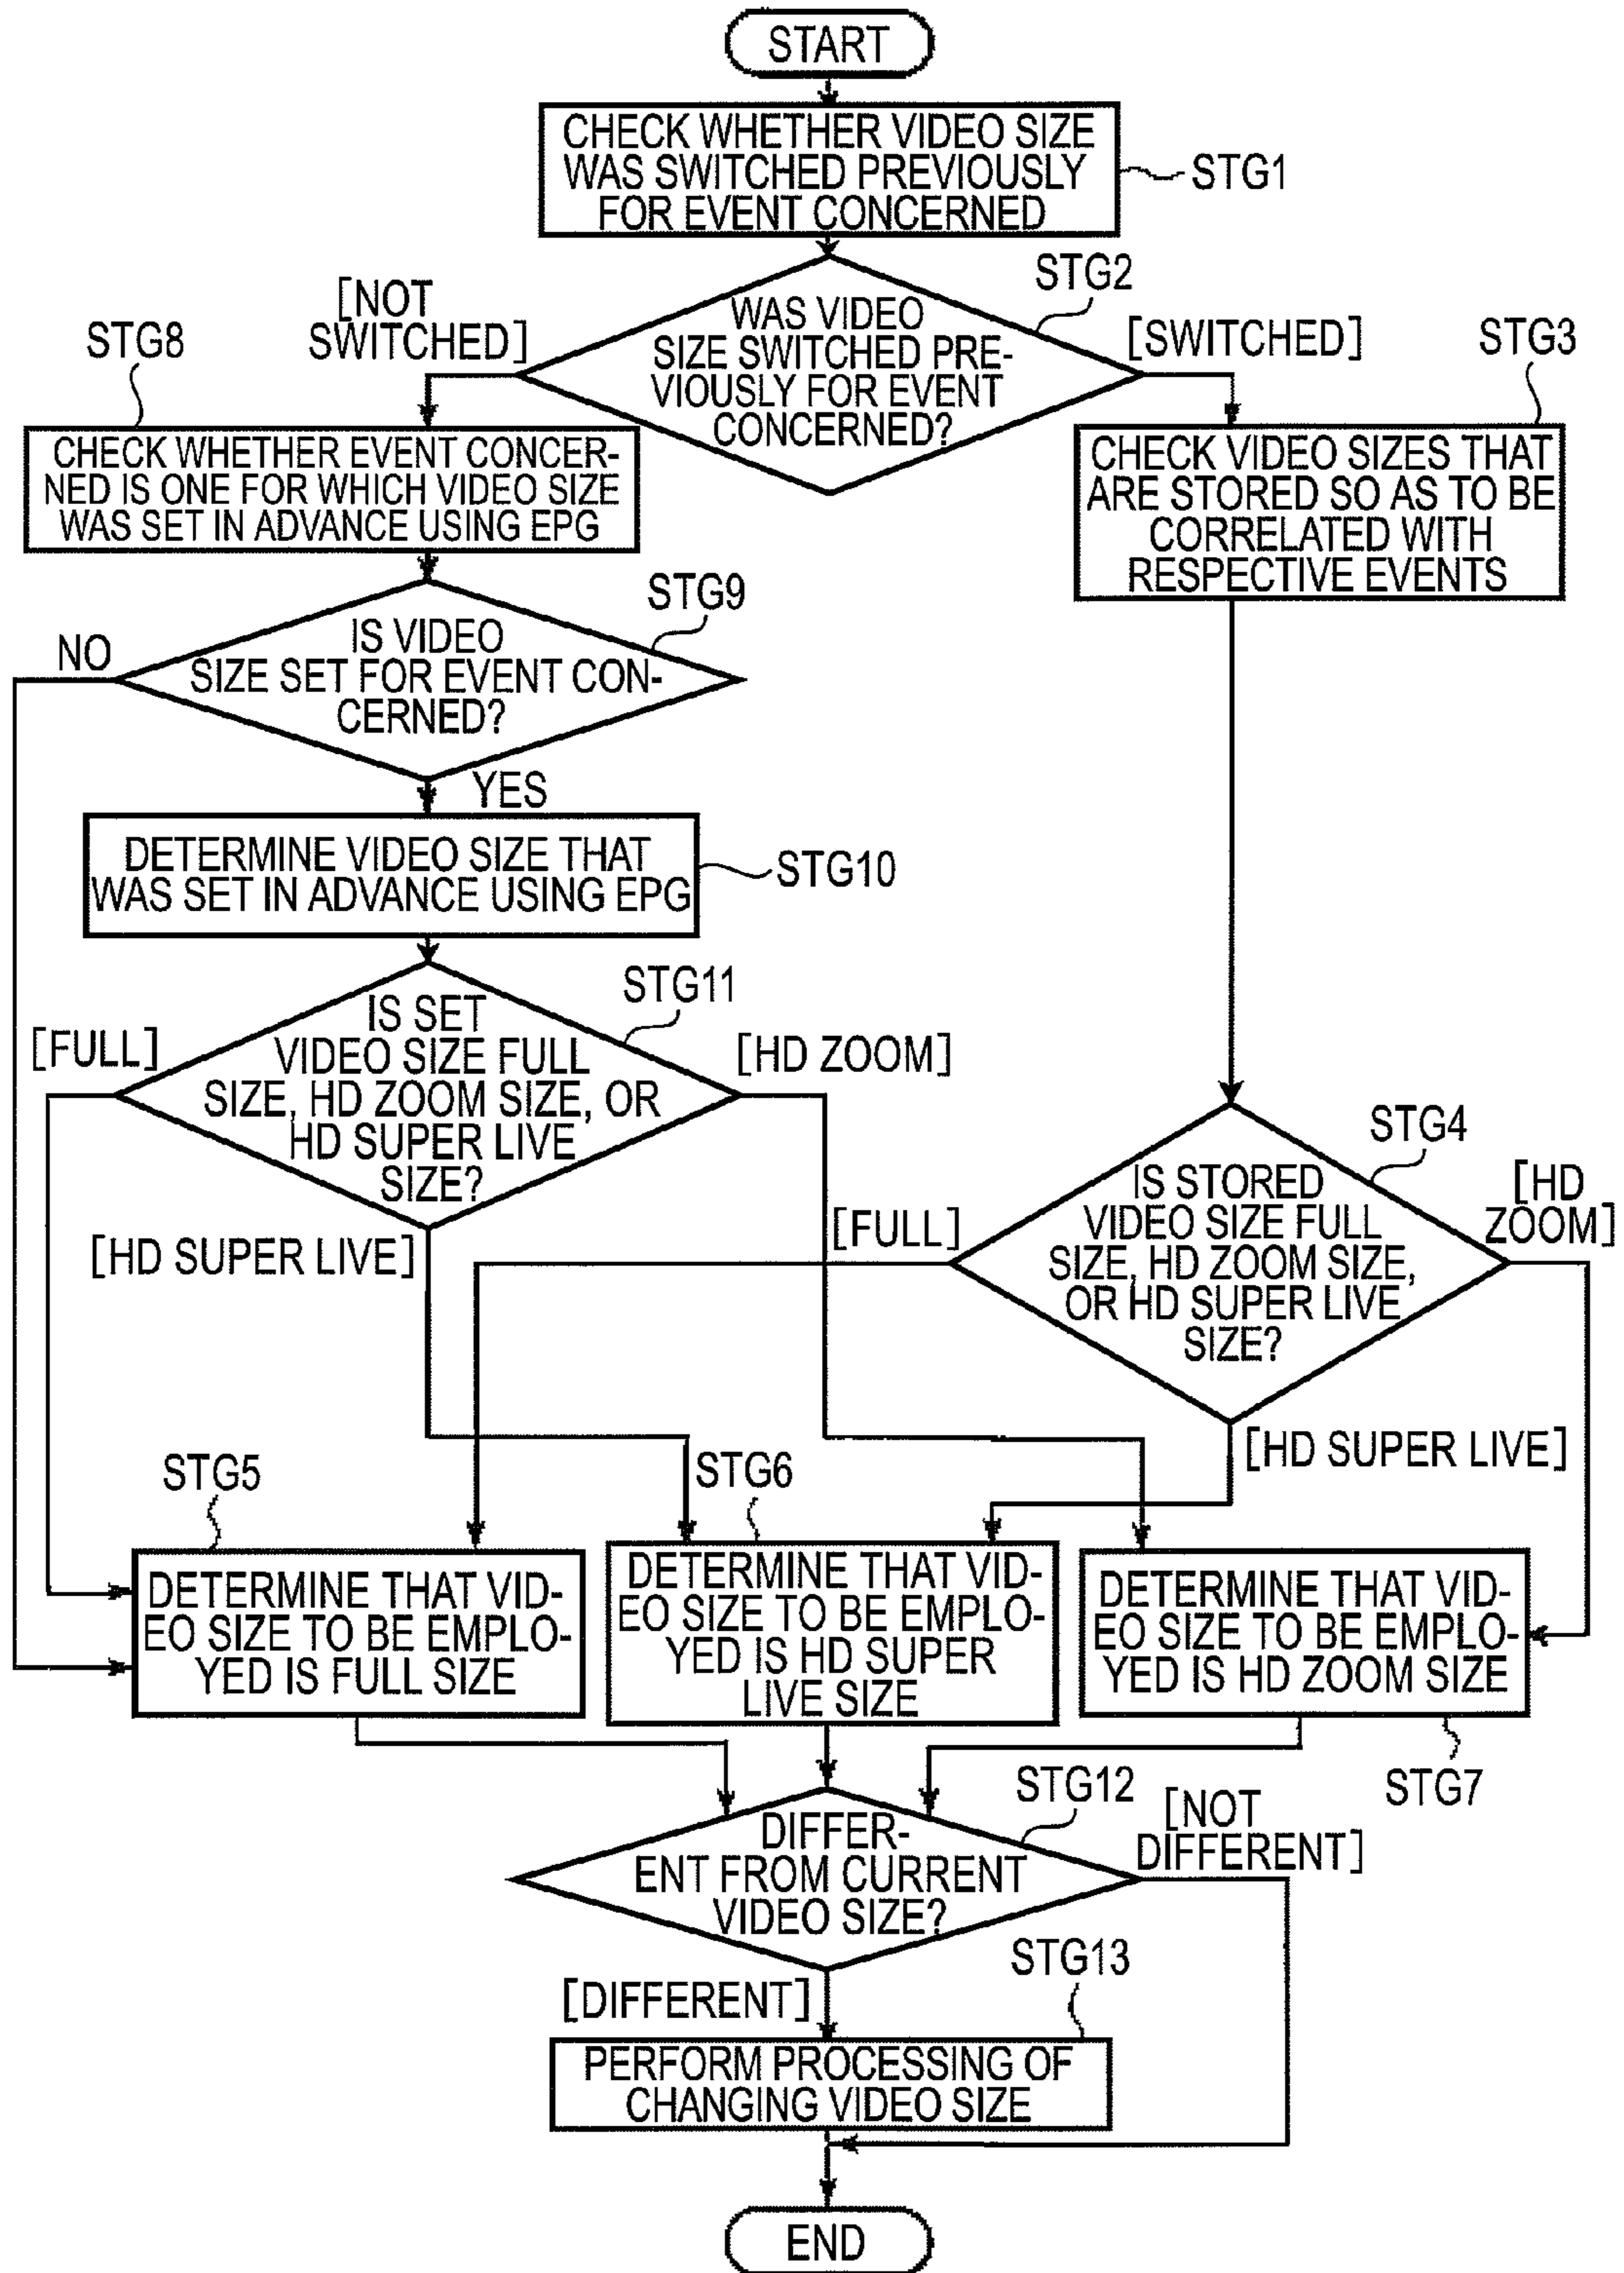 START
CHECK WHETHER VIDEO SIZE
WAS SWITCHED PREVIOUSLY
FOR EVENT CONCERNED
STG1
STG2
WAS VIDEO
SIZE SWITCHED PRE-
VIOUSLY FOR EVENT
CONCERNED?
[NOT
SWITCHED]
[SWITCHED]
STG8
CHECK WHETHER EVENT CONCER-
NED IS ONE FOR WHICH VIDEO SIZE
WAS SET IN ADVANCE USING EPG
STG3
CHECK VIDEO SIZES THAT
ARE STORED SO AS TO BE
CORRELATED WITH
RESPECTIVE EVENTS
STG9
IS VIDEO
SIZE SET FOR EVENT CON-
CERNED?
NO
YES
DETERMINE VIDEO SIZE THAT
WAS SET IN ADVANCE USING EPG
STG10
STG11
IS SET
VIDEO SIZE FULL
SIZE, HD ZOOM SIZE, OR
HD SUPER LIVE
SIZE?
[FULL]
[HD ZOOM]
[HD SUPER LIVE]
STG4
IS STORED
VIDEO SIZE FULL
SIZE, HD ZOOM SIZE,
OR HD SUPER LIVE
SIZE?
[FULL]
[HD
ZOOM]
[HD SUPER LIVE]
STG5
DETERMINE THAT VID-
EO SIZE TO BE EMPLO-
YED IS FULL SIZE
STG6
DETERMINE THAT VID-
EO SIZE TO BE EMPLO-
YED IS HD SUPER
LIVE SIZE
DETERMINE THAT VID-
EO SIZE TO BE EMPLO-
YED IS HD ZOOM SIZE
STG7
STG12
DIFFER-
ENT FROM CURRENT
VIDEO SIZE?
[NOT
DIFFERENT]
[DIFFERENT]
STG13
PERFORM PROCESSING OF
CHANGING VIDEO SIZE
END